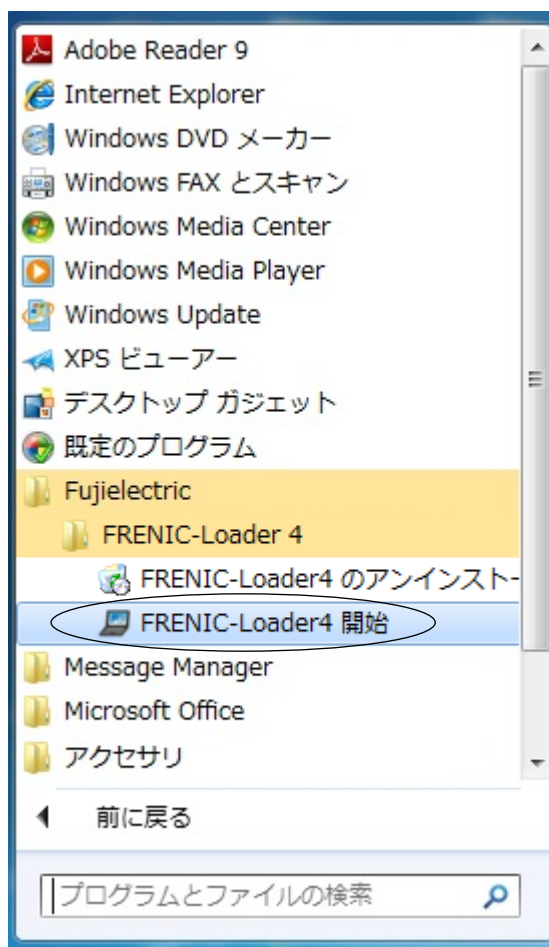 Adobe Reader 9
Internet Explorer
Windows DVD メーカー
Windows FAX とスキャン
Windows Media Center
Windows Media Player
Windows Update
XPS ビューアー
デスクトップ ガジェット
既定のプログラム
Fujielectric
FRENIC-Loader 4
FRENIC-Loader4 のアンインスト-
FRENIC-Loader4 開始
Message Manager
Microsoft Office
アクセサリ
前に戻る
プログラムとファイルの検索